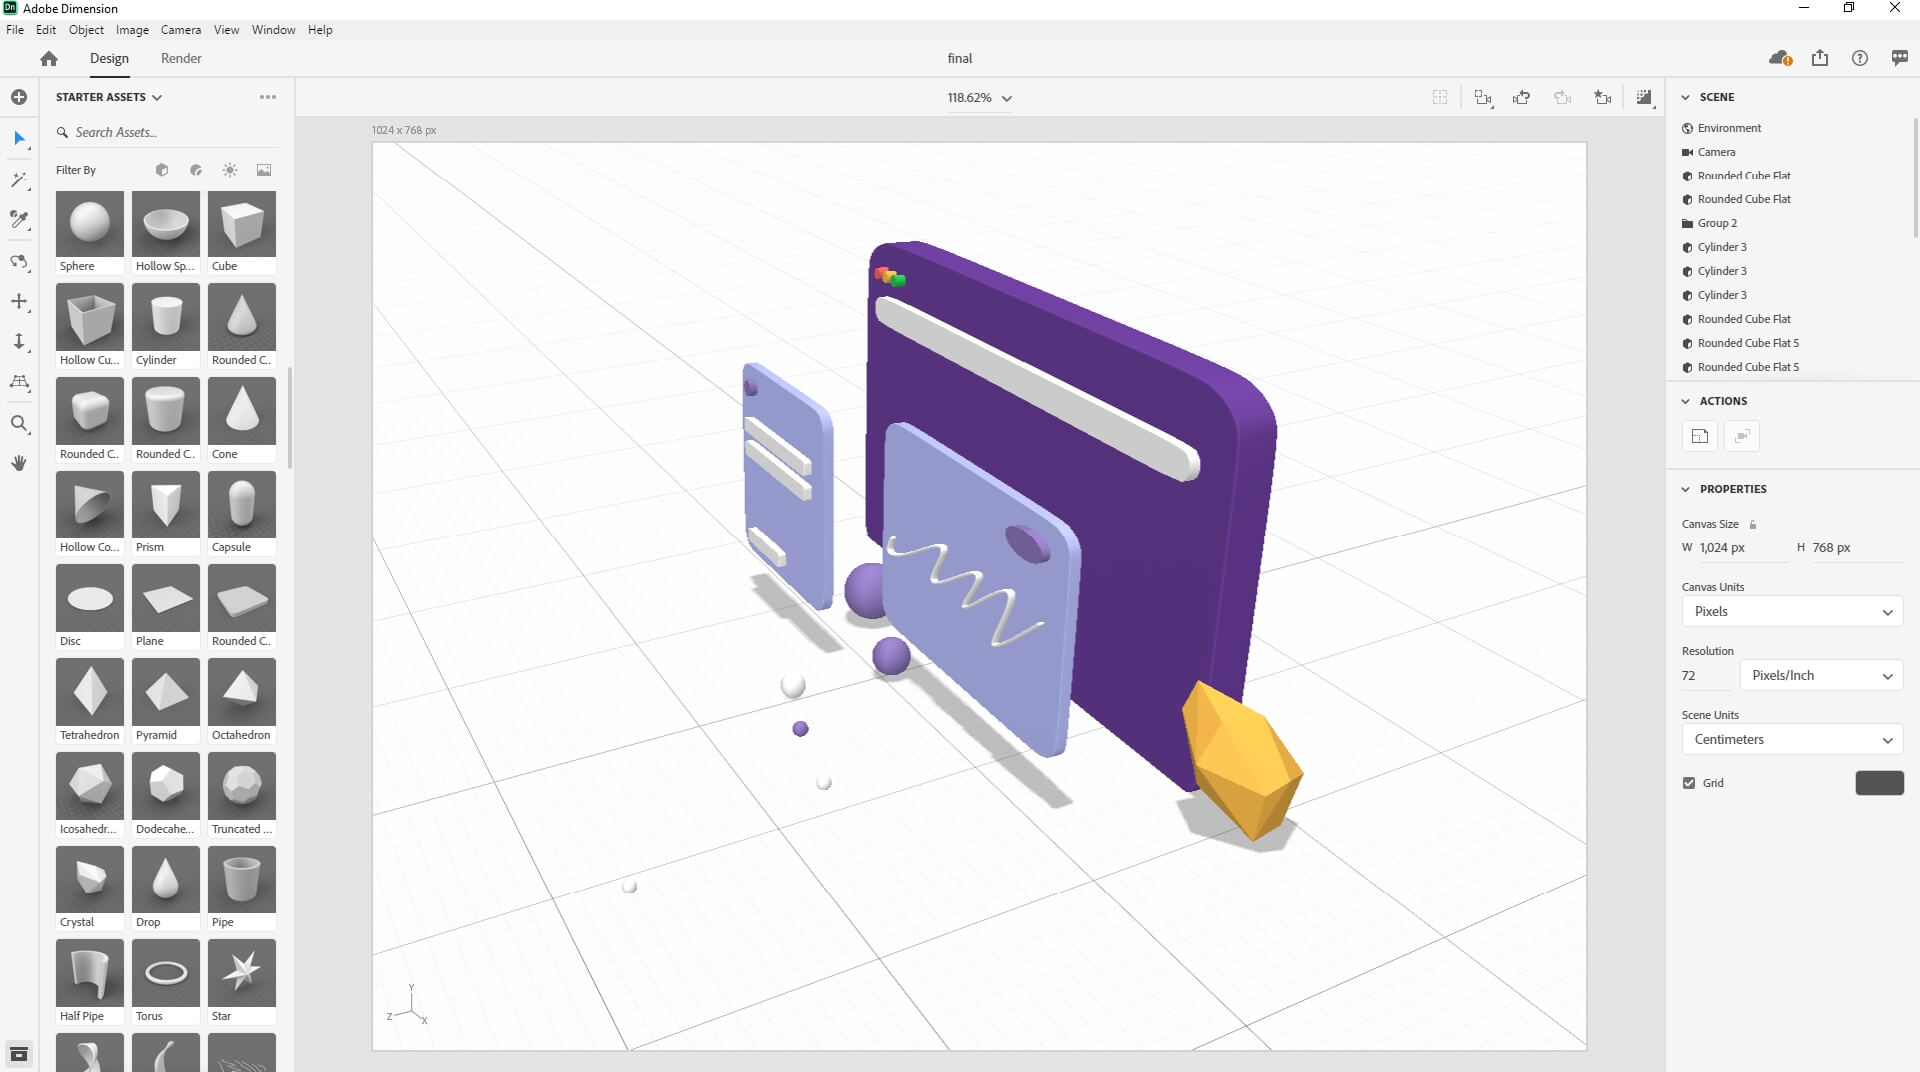 Dn Adobe Dimension
File Edit Object Image Camera View Window Help
Design Render final
STARTER ASSETS
118.62%
Search Assets...
Filter By
Sphere Hollow Sp... Cube
Hollow Cu... Cylinder Rounded C..
Rounded C.. Rounded C.. Cone
Hollow Co... Prism Capsule
Disc Plane Rounded C..
Tetrahedron Pyramid Octahedron
Icosahedr... Dodecahe... Truncated ...
Crystal Drop Pipe
Half Pipe Torus Star
1024 x 768 px
Y
Z
X
SCENE
Environment
Camera
Rounded Cube Flat
Rounded Cube Flat
Group 2
Cylinder 3
Cylinder 3
Cylinder 3
Rounded Cube Flat
Rounded Cube Flat 5
Rounded Cube Flat 5
ACTIONS
PROPERTIES
Canvas Size
W 1,024 px H 768 px
Canvas Units
Pixels
Resolution
72 Pixels/Inch
Scene Units
Centimeters
Grid